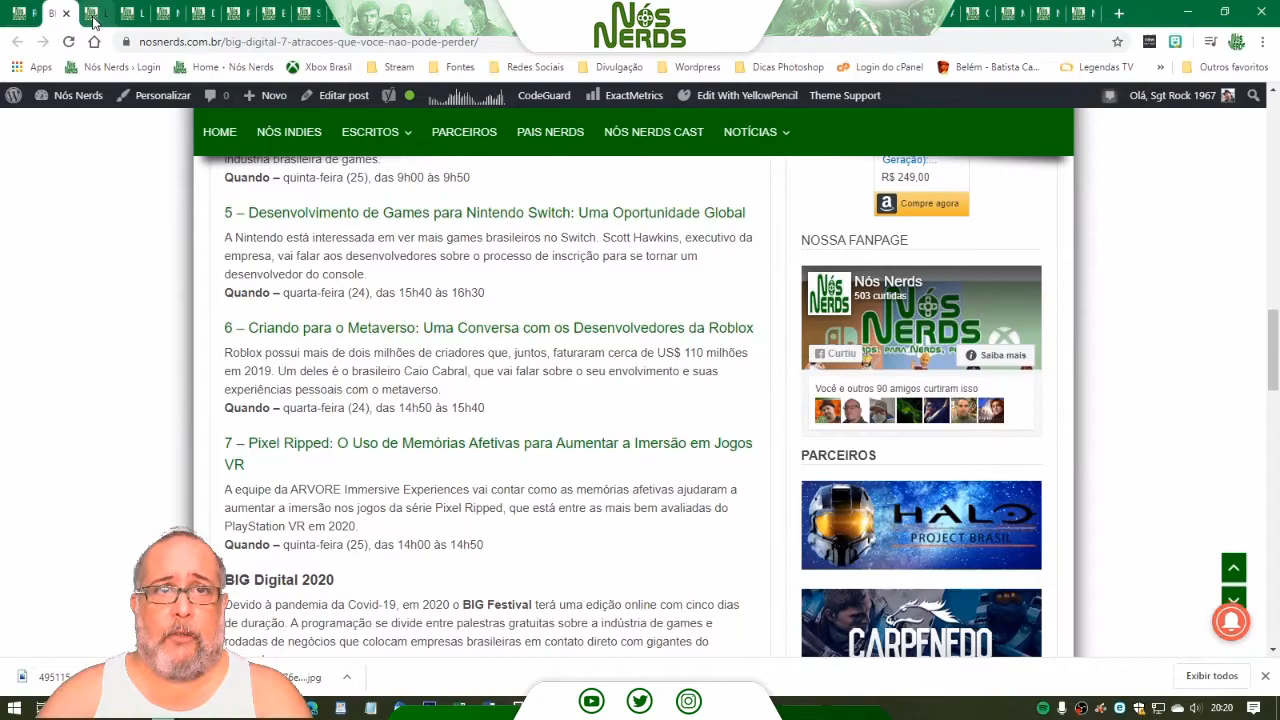 NÓS
NERDS
nosnerds.com.br/big-digital-7-atracoes-que-voce-nao-pode-perder/
Apps
Nós Nerds › Login
Home • Nós Nerds
Xbox Brasil
Stream
Fontes
Redes Sociais
Divulgação
Wordpress
Dicas Photoshop
Login do cPanel
Belém - Batista Ca...
Legendas TV
»
Outros favoritos
Nós Nerds
Personalizar
0
Novo
Editar post
CodeGuard
ExactMetrics
Edit With YellowPencil
Theme Support
Olá, Sgt Rock 1967
HOME
NÓS INDIES
ESCRITOS
PARCEIROS
PAIS NERDS
NÓS NERDS CAST
NOTÍCIAS
indústria brasileira de games.
Quando – quinta-feira (25), das 9h00 às 9h50
5 – Desenvolvimento de Games para Nintendo Switch: Uma Oportunidade Global
A Nintendo está interessada em ver mais games brasileiros no Switch. Scott Hawkins, executivo da
empresa, vai falar aos desenvolvedores sobre o processo de inscrição para se tornar um
desenvolvedor do console.
Quando – quarta-feira (24), das 15h40 às 16h30
6 – Criando para o Metaverso: Uma Conversa com os Desenvolvedores da Roblox
Roblox possui mais de dois milhões de criadores que, juntos, faturaram cerca de US$ 110 milhões
em 2019. Um deles é o brasileiro Caio Cabral, que vai falar sobre o seu envolvimento e suas
experiências pessoais com o metaverso.
Quando – quarta-feira (24), das 14h50 às 15h40
7 – Pixel Ripped: O Uso de Memórias Afetivas para Aumentar a Imersão em Jogos
VR
A equipe da ARVORE Immersive Experiences vai contar como as memórias afetivas ajudaram a
aumentar a imersão nos jogos da série Pixel Ripped, que está entre as mais bem avaliadas do
PlayStation VR em 2020.
Quando – quinta-feira (25), das 14h00 às 14h50
BIG Digital 2020
Devido à pandemia da Covid-19, em 2020 o BIG Festival terá uma edição online com cinco dias
de duração. A programação se divide entre palestras gratuitas sobre a indústria de games e
rodadas de negócios que colocam empresas brasileiras em contato direto com gigantes do
Geração):...
R$ 249,00
Compre agora
NOSSA FANPAGE
NÓS
NERDS
Nós Nerds
503 curtidas
NÓS
NERDS
Curtiu
Saiba mais
Você e outros 90 amigos curtiram isso
PARCEIROS
HALO
PROJECT BRASIL
CARPENEDO
495115
.jpg
Exibir todos
20:20